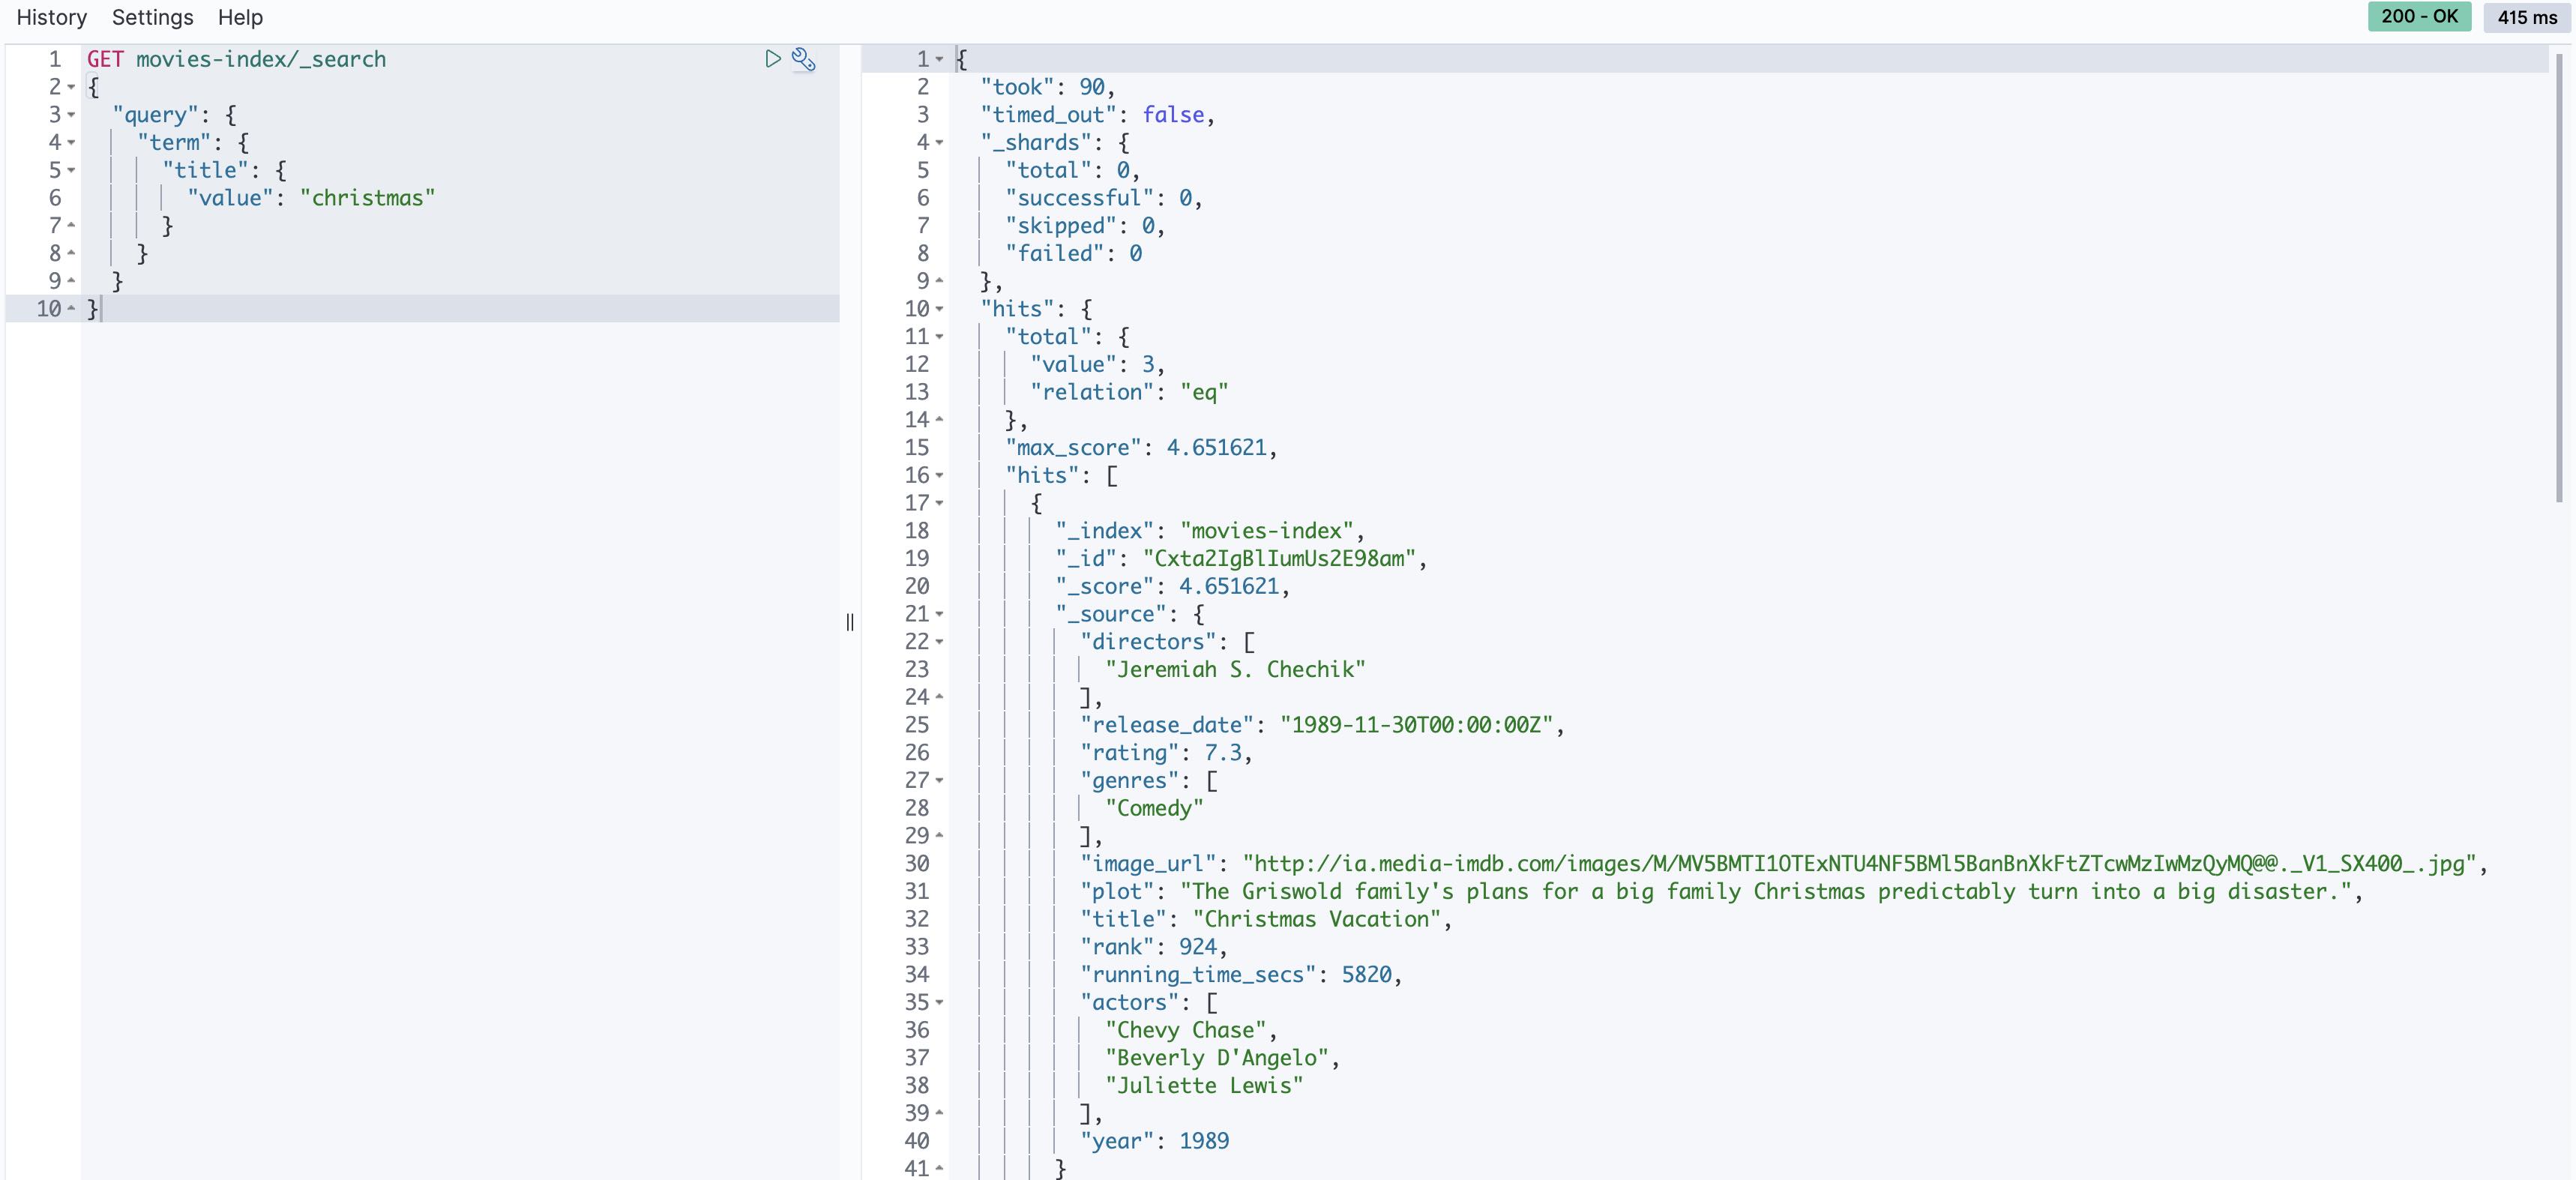 History Settings Help
200 - OK 415 ms
1 GET movies-index/_search
2 {
3 "query": {
4 "term": {
5 "title": {
6 "value": "christmas"
7 }
8 }
9 }
10 }
1 {
2 "took": 90,
3 "timed_out": false,
4 "_shards": {
5 "total": 0,
6 "successful": 0,
7 "skipped": 0,
8 "failed": 0
9 },
10 "hits": {
11 "total": {
12 "value": 3,
13 "relation": "eq"
14 },
15 "max_score": 4.651621,
16 "hits": [
17 {
18 "_index": "movies-index",
19 "_id": "Cxta2IgBlIumUs2E98am",
20 "_score": 4.651621,
21 "_source": {
22 "directors": [
23 "Jeremiah S. Chechik"
24 ],
25 "release_date": "1989-11-30T00:00:00Z",
26 "rating": 7.3,
27 "genres": [
28 "Comedy"
29 ],
30 "image_url": "http://ia.media-imdb.com/images/M/MV5BMTI1OTExNTU4NF5BMl5BanBnXkFtZTcwMzIwMzQyMQ@@._V1_SX400_.jpg",
31 "plot": "The Griswold family's plans for a big family Christmas predictably turn into a big disaster.",
32 "title": "Christmas Vacation",
33 "rank": 924,
34 "running_time_secs": 5820,
35 "actors": [
36 "Chevy Chase",
37 "Beverly D'Angelo",
38 "Juliette Lewis"
39 ],
40 "year": 1989
41 }